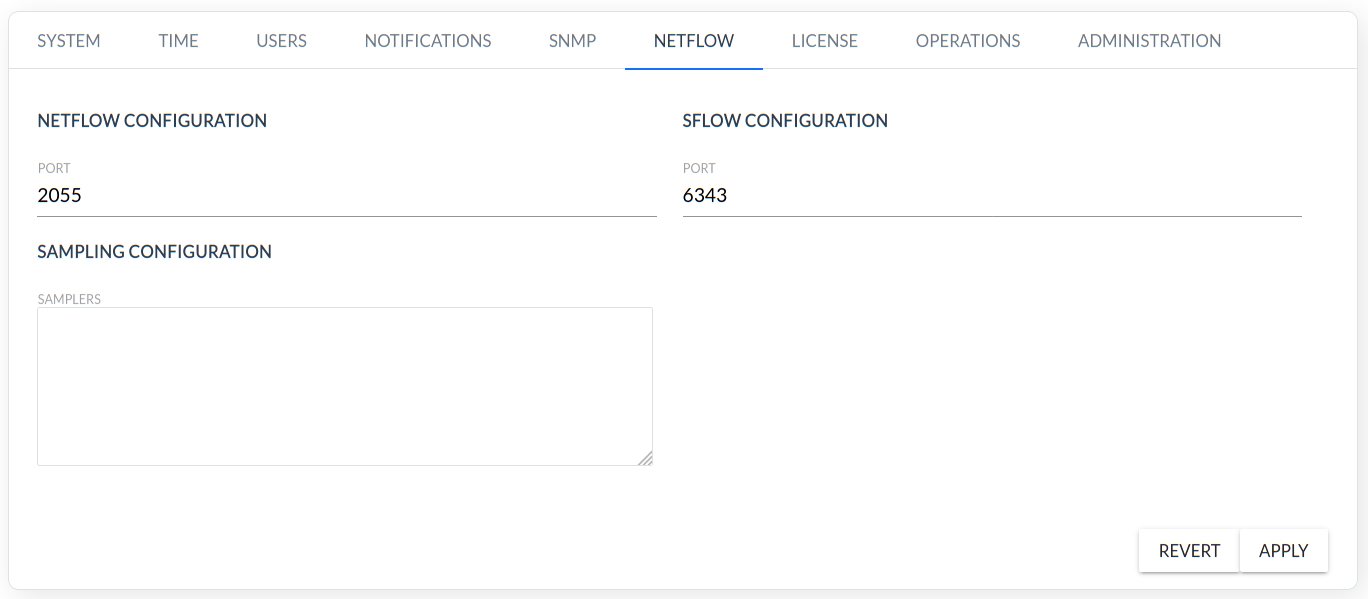 SYSTEM TIME USERS NOTIFICATIONS SNMP NETFLOW LICENSE OPERATIONS ADMINISTRATION
NETFLOW CONFIGURATION
PORT
2055
SFLOW CONFIGURATION
PORT
6343
SAMPLING CONFIGURATION
SAMPLERS
REVERT APPLY